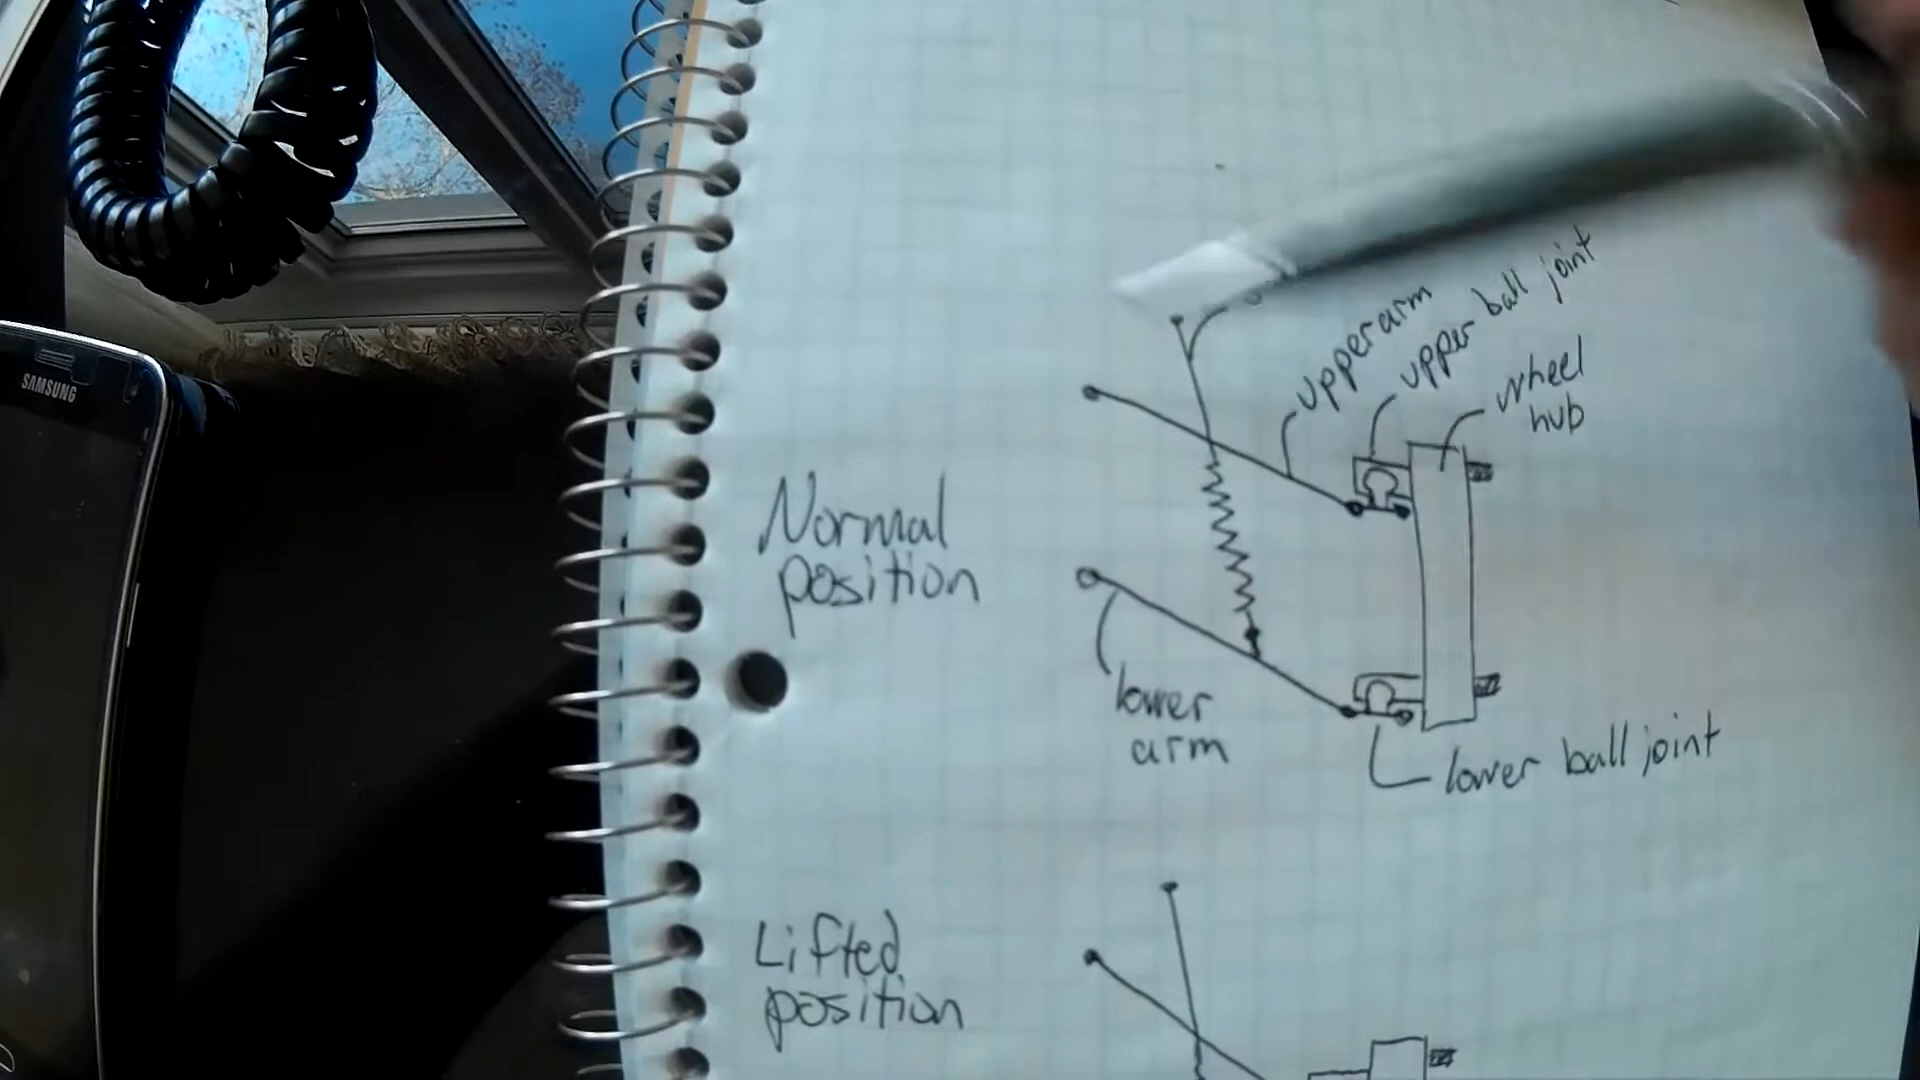 SAMSUNG
upper arm
upper ball joint
wheel
hub
Normal
position
lower
arm
lower ball joint
Lifted
position